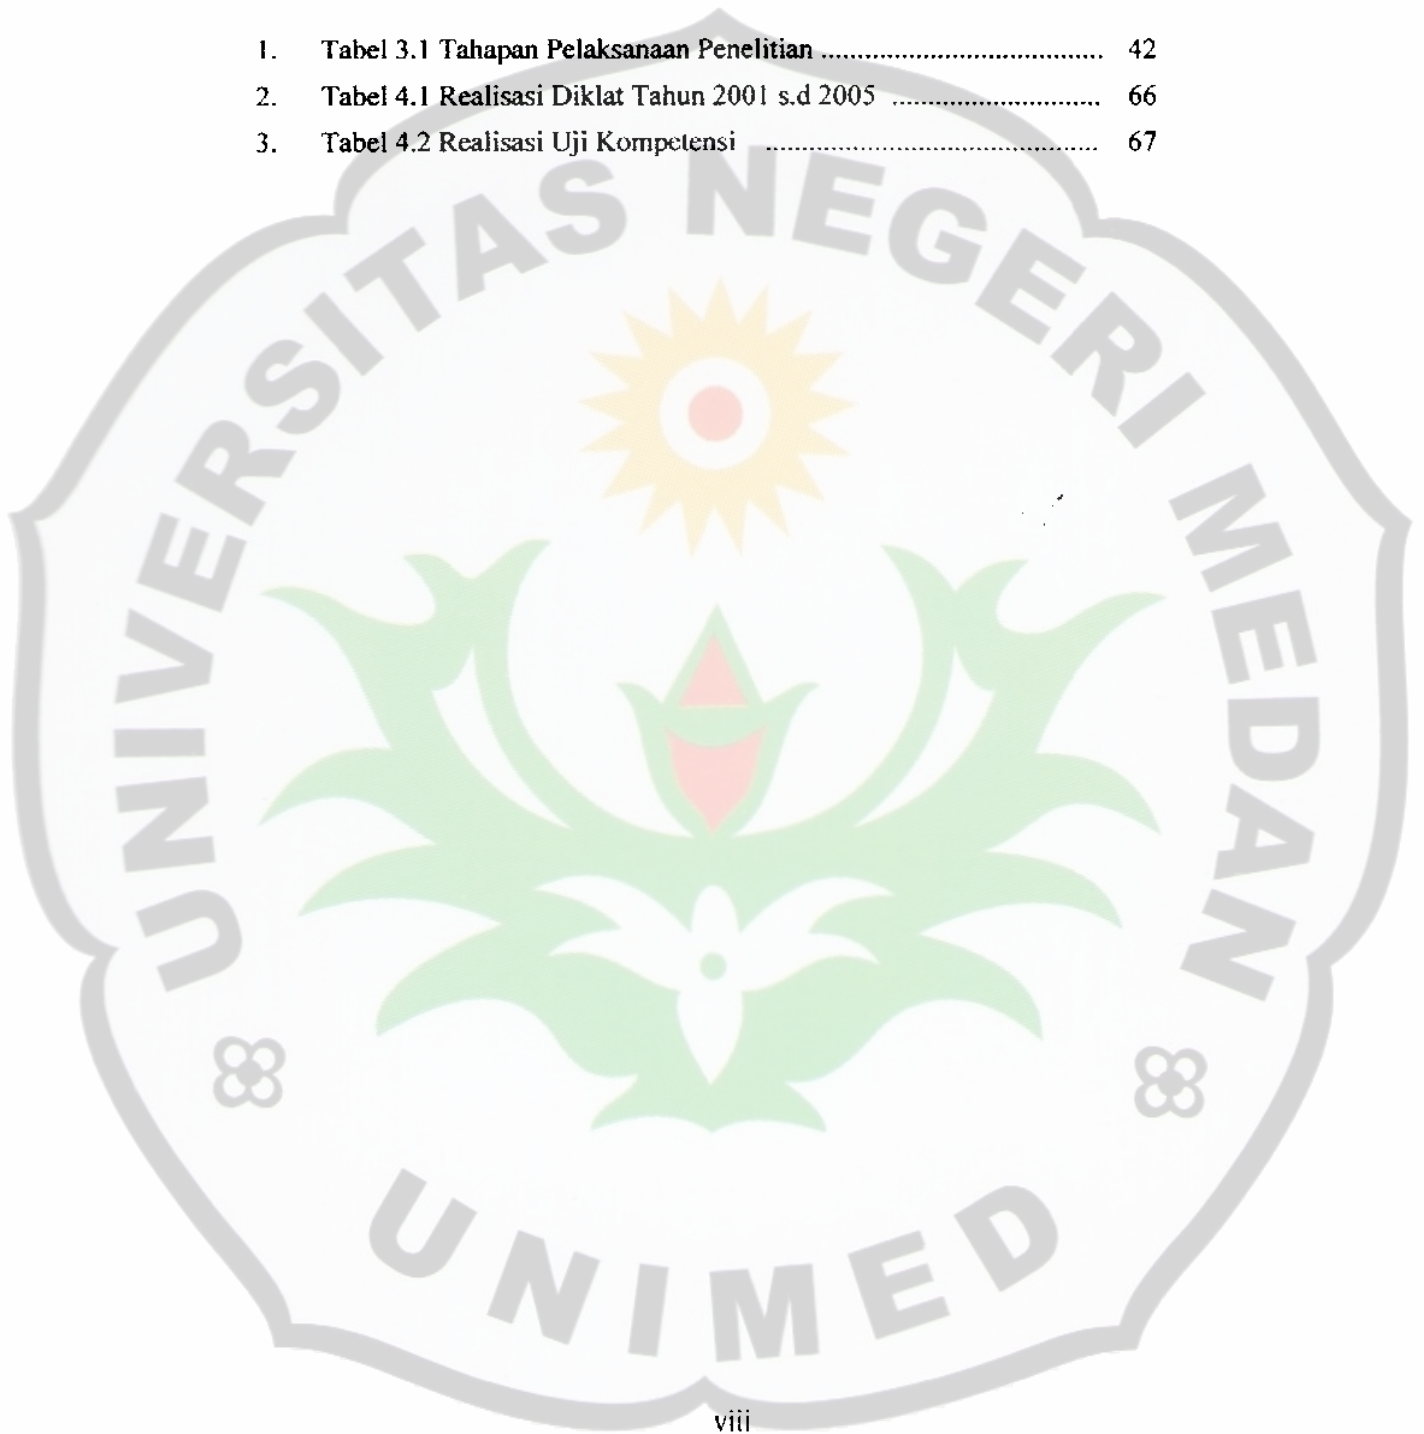 1. Tabel 3.1 Tahapan Pelaksanaan Penelitian ....................................... 42
2. Tabel 4.1 Realisasi Diklat Tahun 2001 s.d 2005 ............................. 66
3. Tabel 4.2 Realisasi Uji Kompetensi .............................................. 67
UNIVERSITAS NEGERI MEDAN
UNIMED
viii